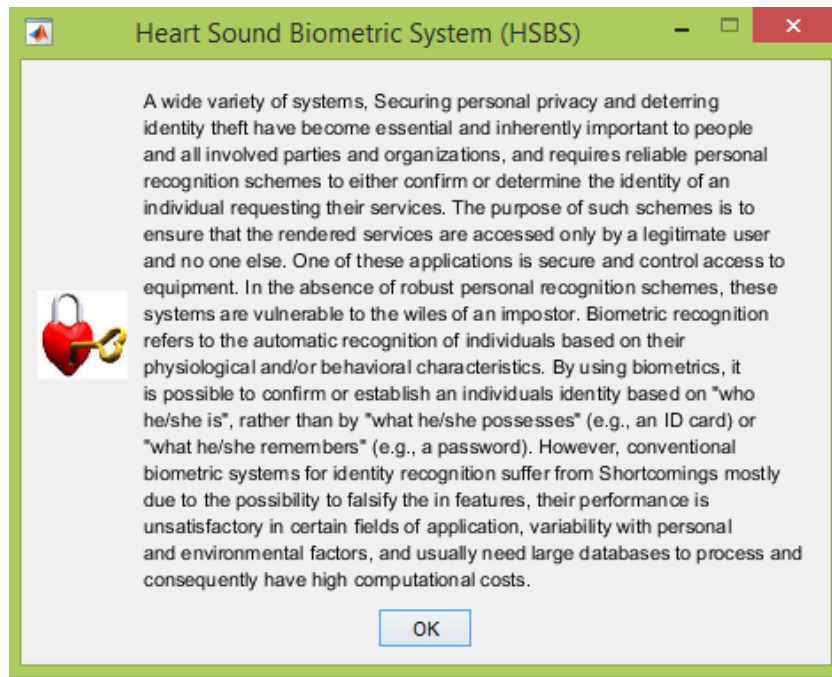 Heart Sound Biometric System (HSBS)
A wide variety of systems, Securing personal privacy and deterring
identity theft have become essential and inherently important to people
and all involved parties and organizations, and requires reliable personal
recognition schemes to either confirm or determine the identity of an
individual requesting their services. The purpose of such schemes is to
ensure that the rendered services are accessed only by a legitimate user
and no one else. One of these applications is secure and control access to
equipment. In the absence of robust personal recognition schemes, these
systems are vulnerable to the wiles of an impostor. Biometric recognition
refers to the automatic recognition of individuals based on their
physiological and/or behavioral characteristics. By using biometrics, it
is possible to confirm or establish an individuals identity based on "who
he/she is", rather than by "what he/she possesses" (e.g., an ID card) or
"what he/she remembers" (e.g., a password). However, conventional
biometric systems for identity recognition suffer from Shortcomings mostly
due to the possibility to falsify the in features, their performance is
unsatisfactory in certain fields of application, variability with personal
and environmental factors, and usually need large databases to process and
consequently have high computational costs.
OK